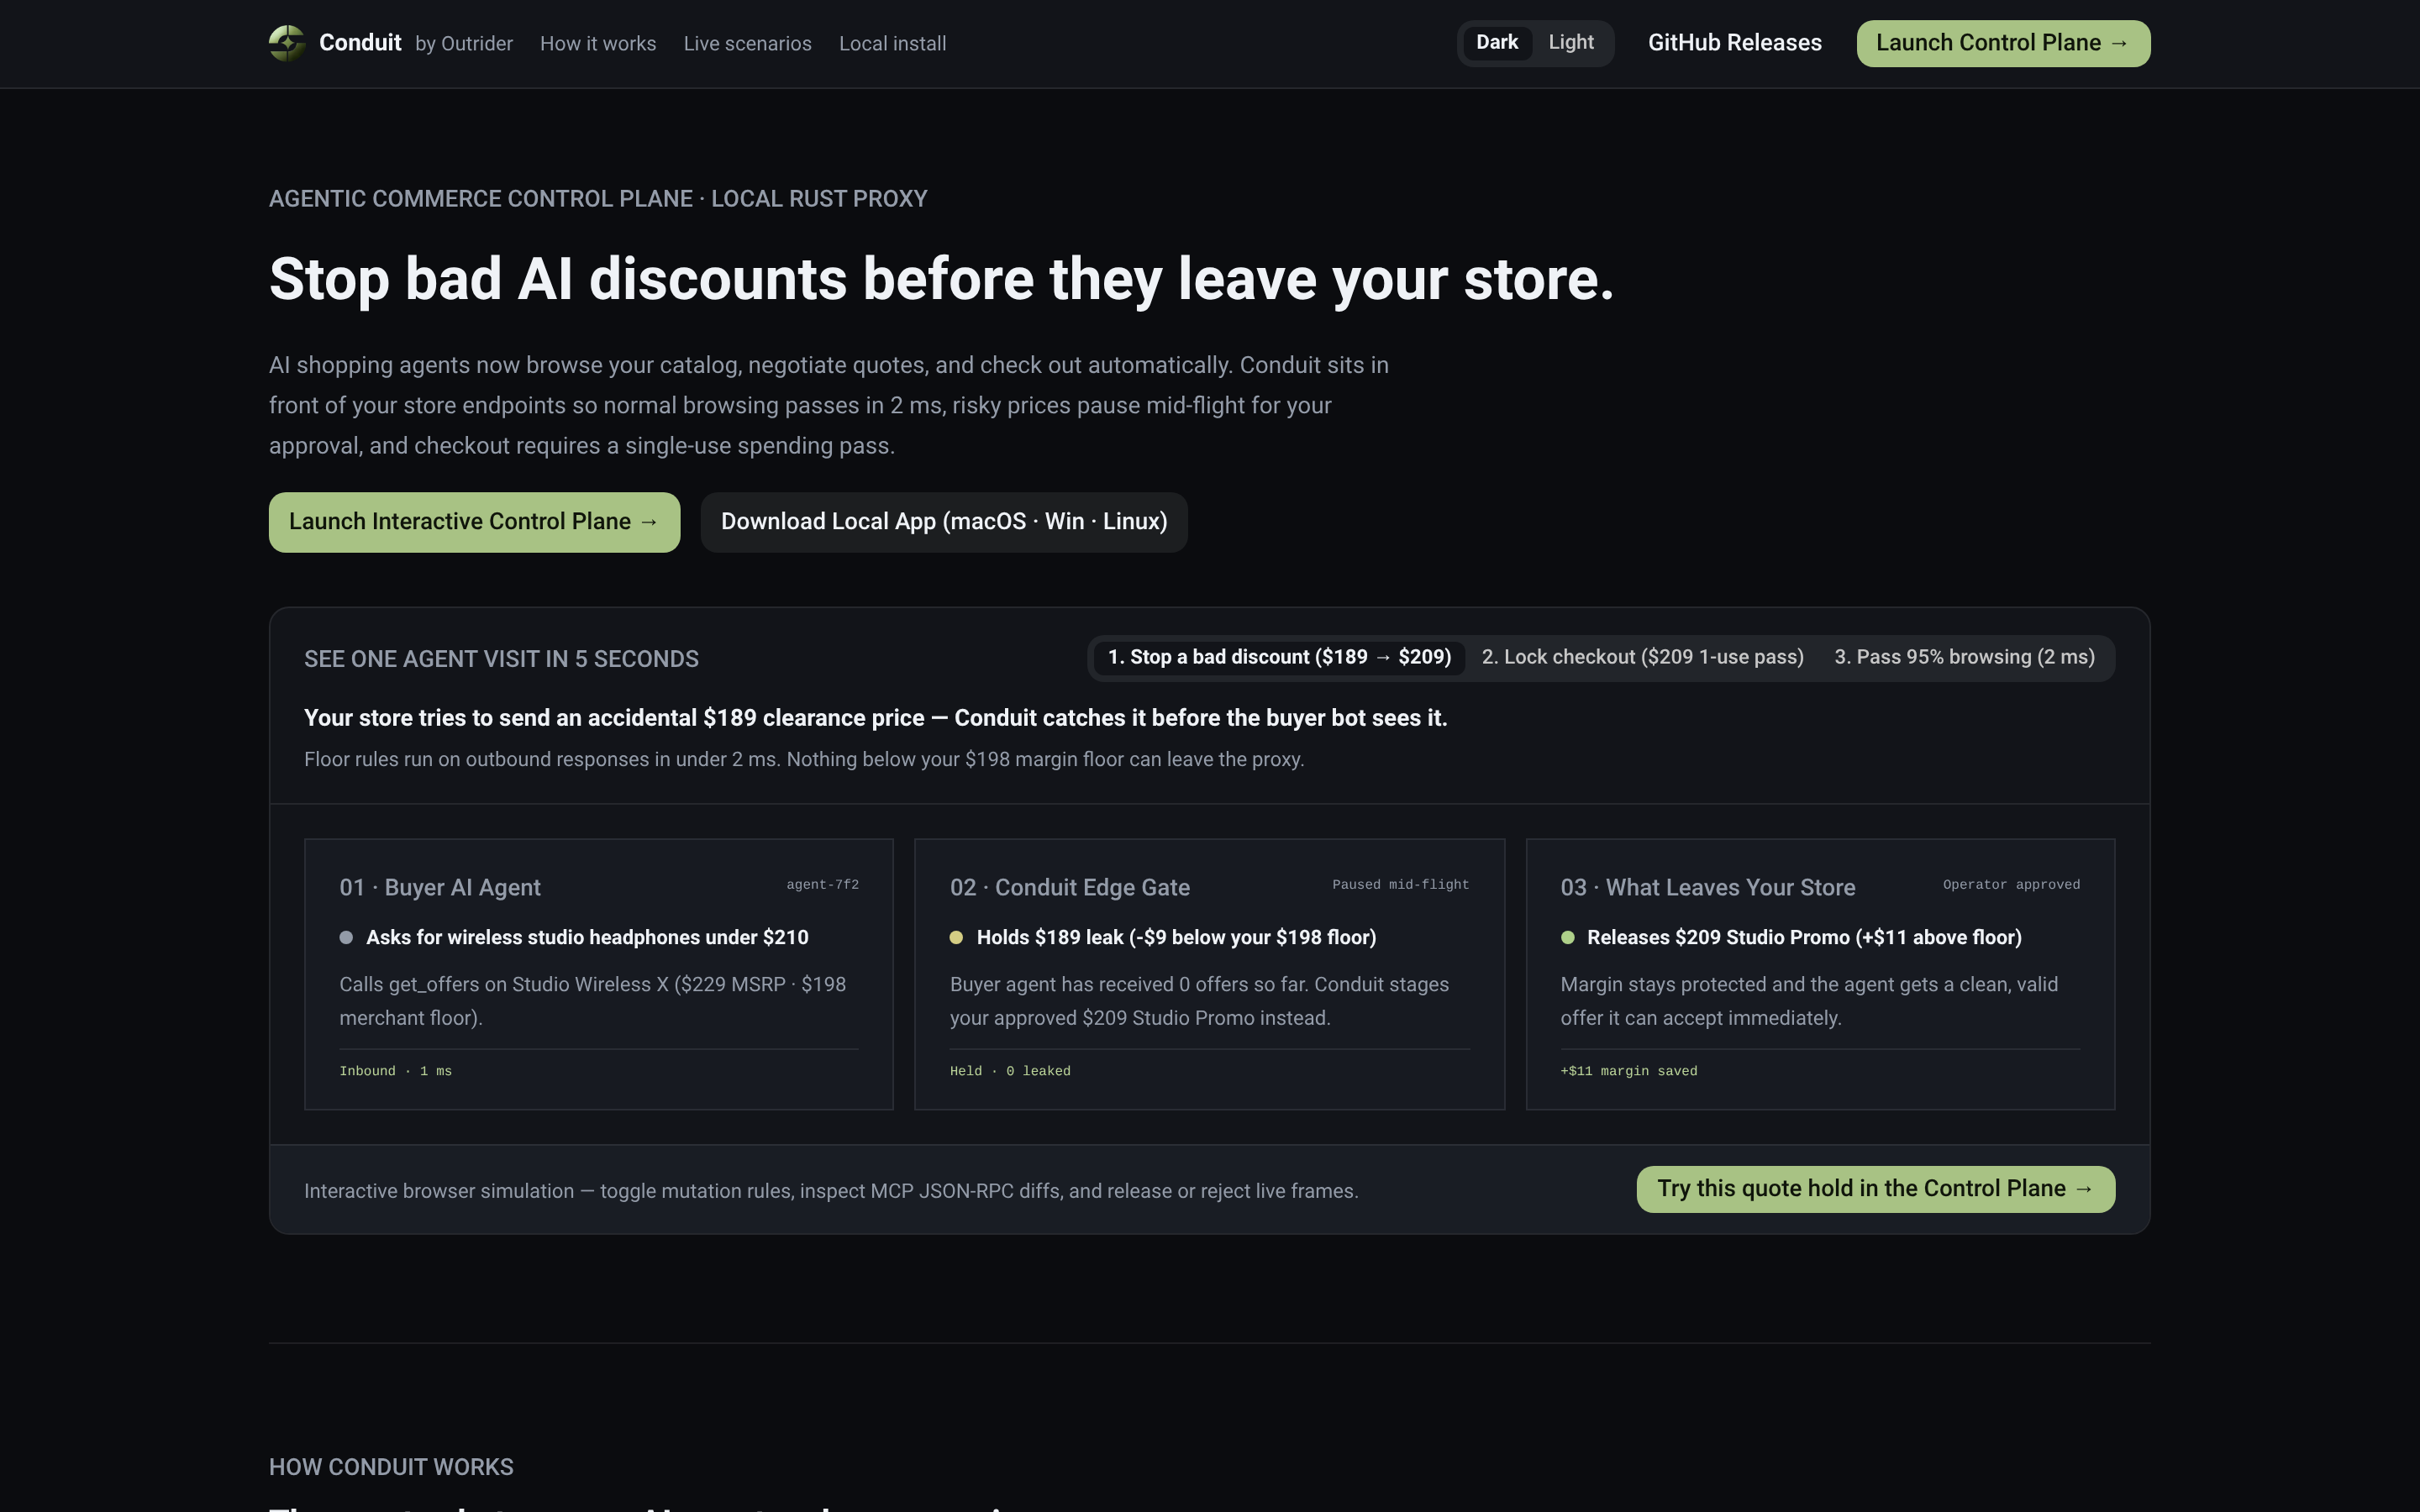 Conduit by Outrider How it works Live scenarios Local install Dark Light GitHub Releases Launch Control Plane →
AGENTIC COMMERCE CONTROL PLANE · LOCAL RUST PROXY
Stop bad AI discounts before they leave your store.
AI shopping agents now browse your catalog, negotiate quotes, and check out automatically. Conduit sits in
front of your store endpoints so normal browsing passes in 2 ms, risky prices pause mid-flight for your
approval, and checkout requires a single-use spending pass.
Launch Interactive Control Plane → Download Local App (macOS · Win · Linux)
SEE ONE AGENT VISIT IN 5 SECONDS 1. Stop a bad discount ($189 → $209) 2. Lock checkout ($209 1-use pass) 3. Pass 95% browsing (2 ms)
Your store tries to send an accidental $189 clearance price — Conduit catches it before the buyer bot sees it.
Floor rules run on outbound responses in under 2 ms. Nothing below your $198 margin floor can leave the proxy.
01 · Buyer AI Agent agent-7f2
Asks for wireless studio headphones under $210
Calls get_offers on Studio Wireless X ($229 MSRP · $198
merchant floor).
Inbound · 1 ms
02 · Conduit Edge Gate Paused mid-flight
Holds $189 leak (-$9 below your $198 floor)
Buyer agent has received 0 offers so far. Conduit stages
your approved $209 Studio Promo instead.
Held · 0 leaked
03 · What Leaves Your Store Operator approved
Releases $209 Studio Promo (+$11 above floor)
Margin stays protected and the agent gets a clean, valid
offer it can accept immediately.
+$11 margin saved
Interactive browser simulation — toggle mutation rules, inspect MCP JSON-RPC diffs, and release or reject live frames. Try this quote hold in the Control Plane →
HOW CONDUIT WORKS